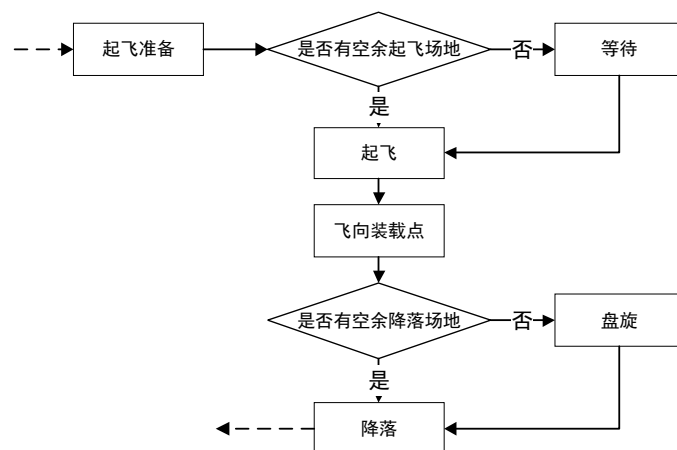 起飞准备
是否有空余起飞场地
否
等待
是
起飞
飞向装载点
是否有空余降落场地
否
盘旋
是
降落